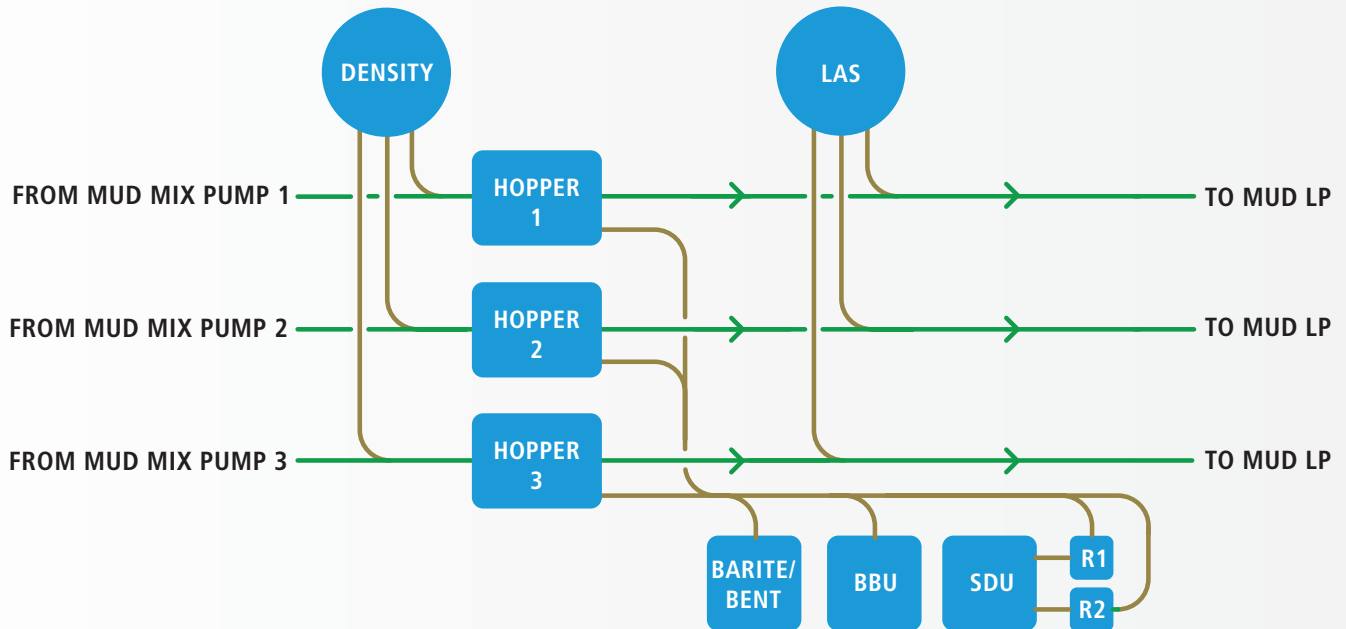 DENSITY
LAS
FROM MUD MIX PUMP 1
HOPPER
1
TO MUD LP
FROM MUD MIX PUMP 2
HOPPER
2
TO MUD LP
FROM MUD MIX PUMP 3
HOPPER
3
TO MUD LP
BARITE/
BENT
BBU
SDU
R1
R2